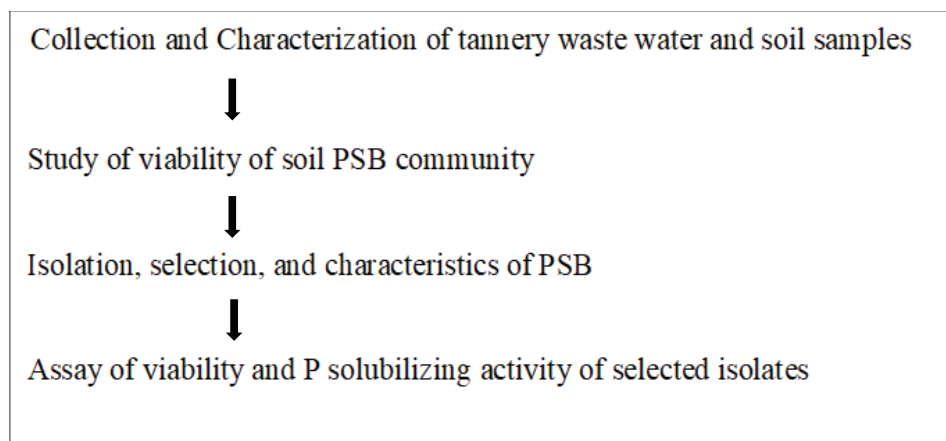 Collection and Characterization of tannery waste water and soil samples
Study of viability of soil PSB community
Isolation, selection, and characteristics of PSB
Assay of viability and P solubilizing activity of selected isolates